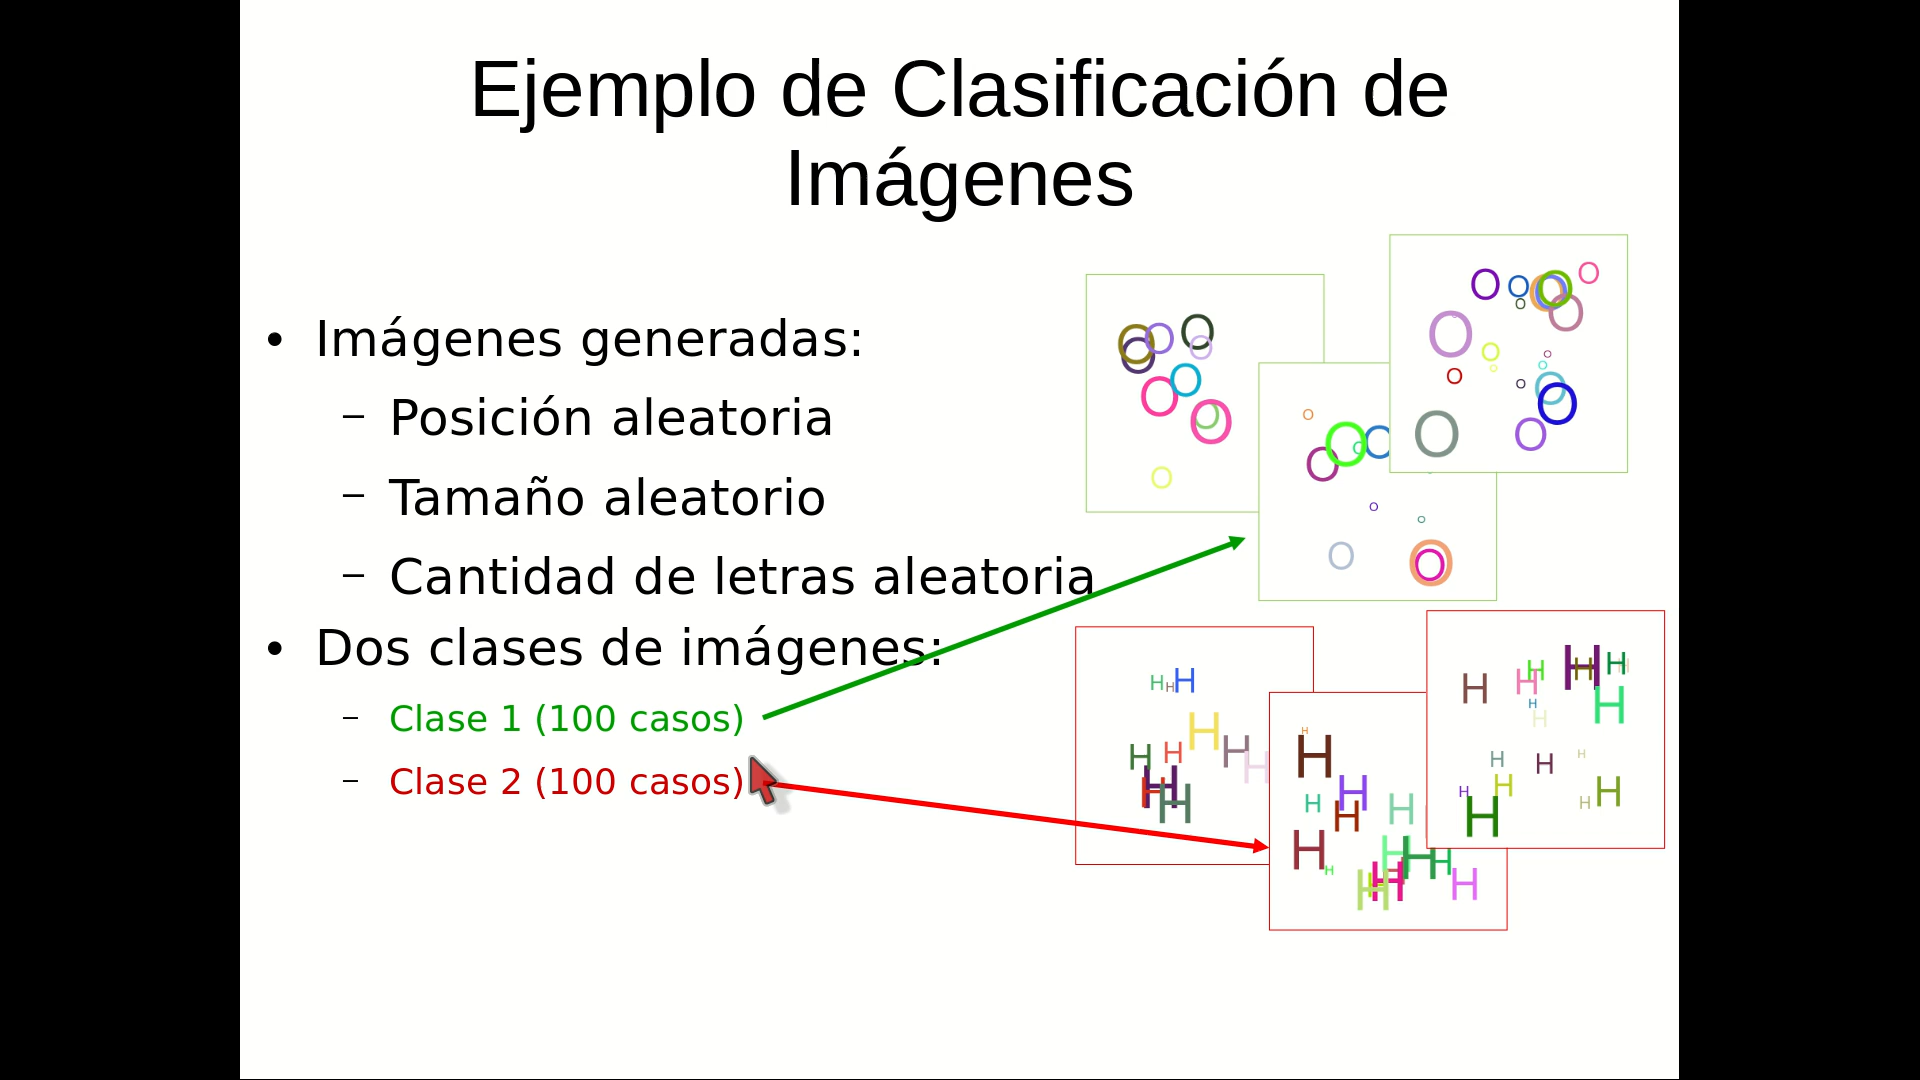 Ejemplo de Clasificación de
Imágenes
• Imágenes generadas:
– Posición aleatoria
– Tamaño aleatorio
– Cantidad de letras aleatoria
• Dos clases de imágenes:
– Clase 1 (100 casos)
– Clase 2 (100 casos)